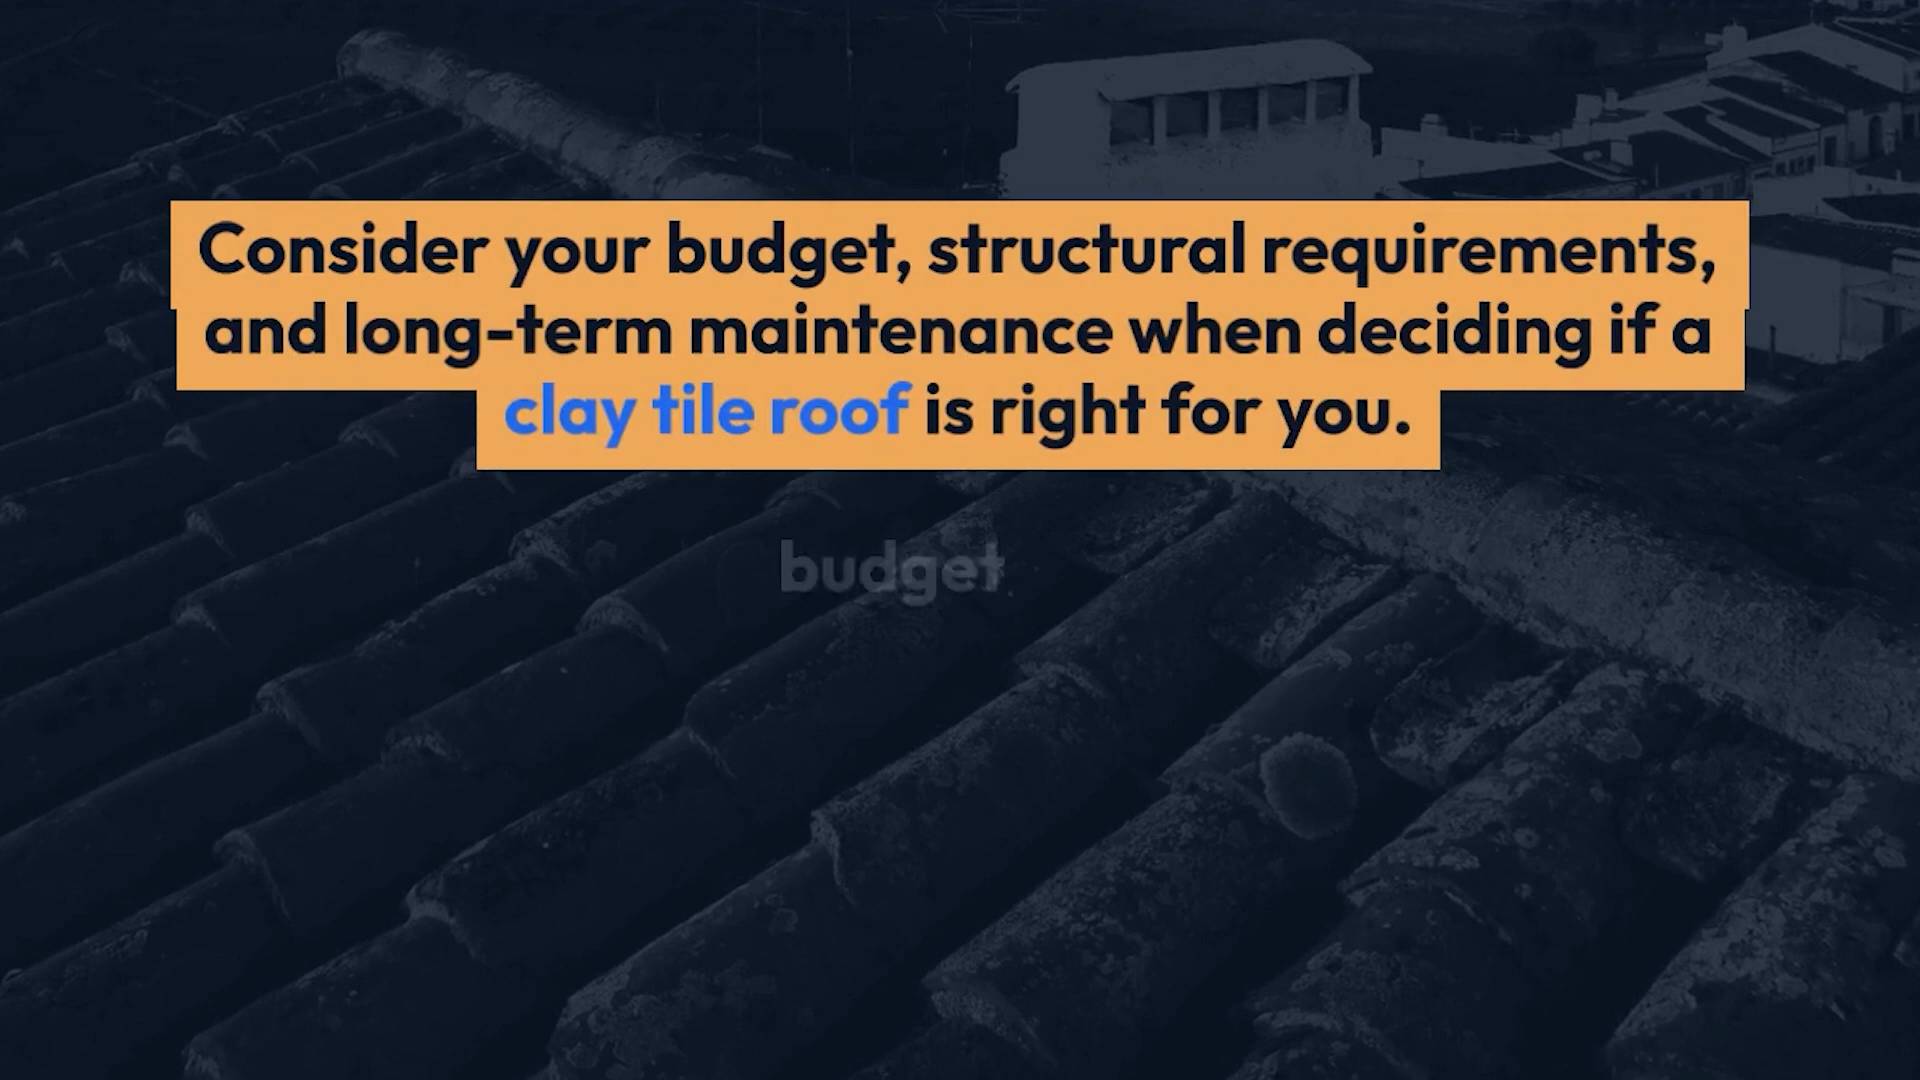 Consider your budget, structural requirements,
and long-term maintenance when deciding if a
clay tile roof is right for you.
budget